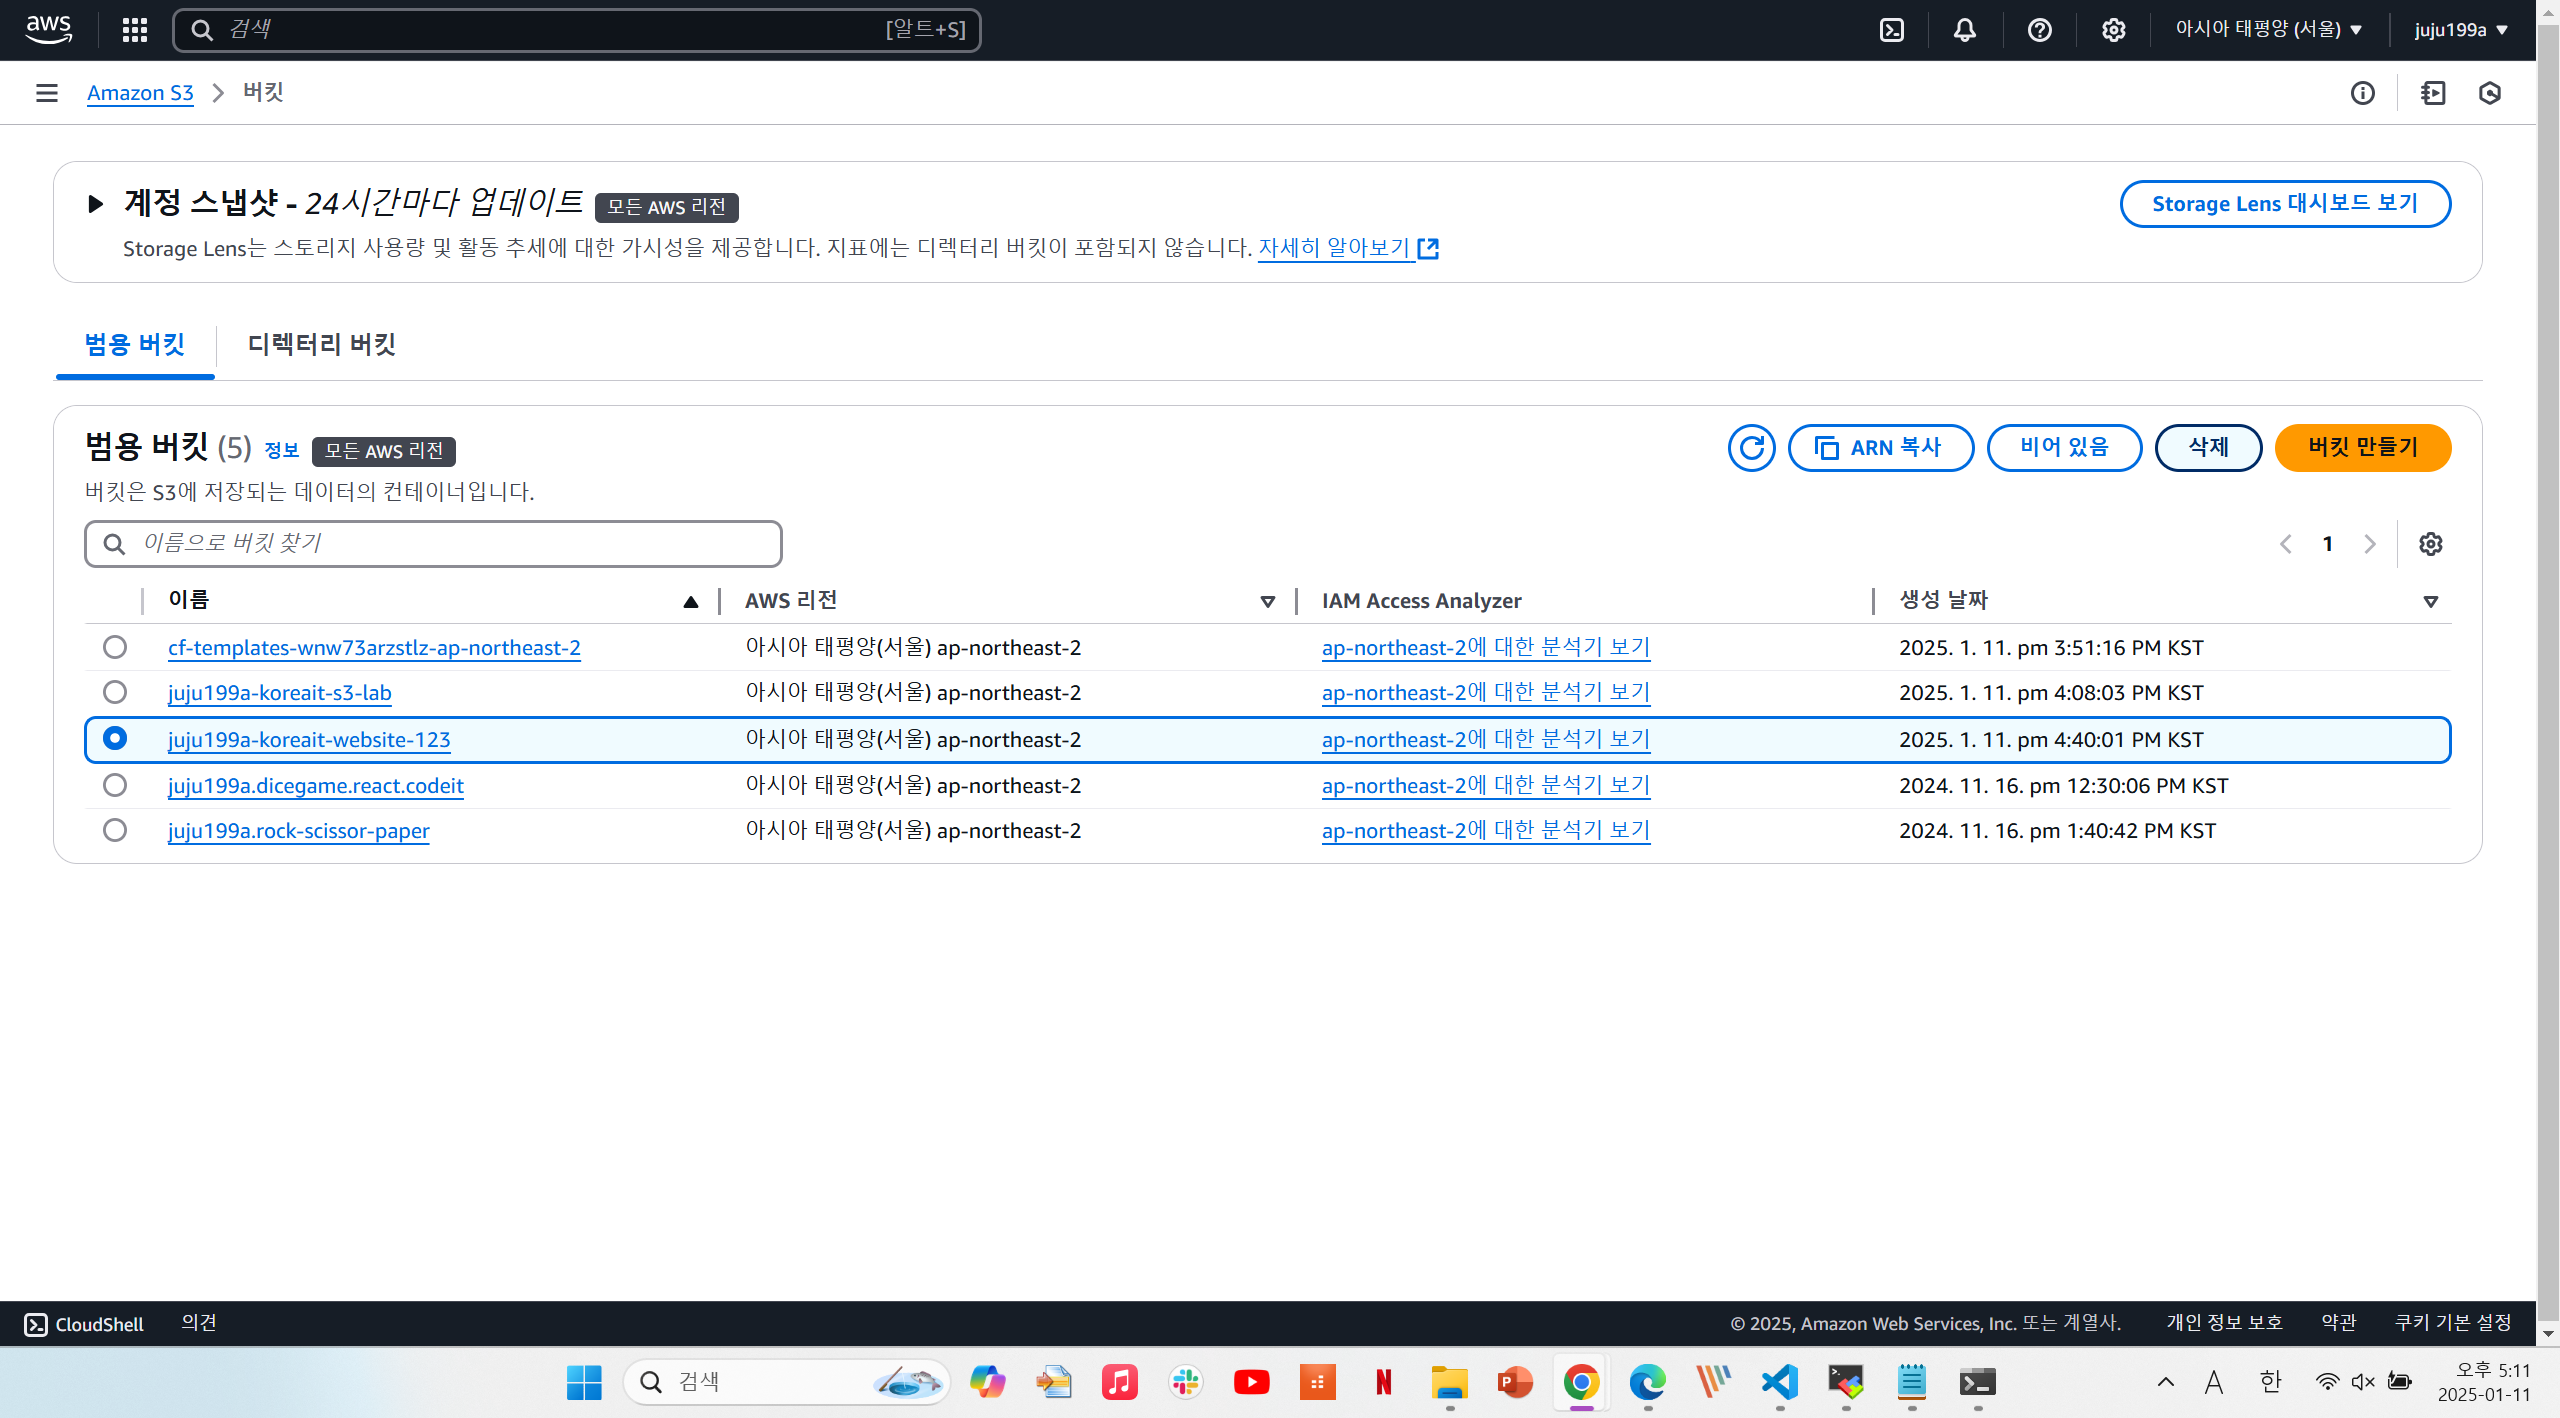 aws 검색 [알트+S] 아시아 태평양 (서울) ▼ juju199a ▼
Amazon S3 > 버킷
계정 스냅샷 - 24시간마다 업데이트 모든 AWS 리전 Storage Lens 대시보드 보기
Storage Lens는 스토리지 사용량 및 활동 추세에 대한 가시성을 제공합니다. 지표에는 디렉터리 버킷이 포함되지 않습니다. 자세히 알아보기
범용 버킷 디렉터리 버킷
범용 버킷 (5) 정보 모든 AWS 리전 ARN 복사 비어 있음 삭제 버킷 만들기
버킷은 S3에 저장되는 데이터의 컨테이너입니다.
이름으로 버킷 찾기 1
이름 AWS 리전 IAM Access Analyzer 생성 날짜
cf-templates-wnw73arzstlz-ap-northeast-2 아시아 태평양(서울) ap-northeast-2 ap-northeast-2에 대한 분석기 보기 2025. 1. 11. pm 3:51:16 PM KST
juju199a-koreait-s3-lab 아시아 태평양(서울) ap-northeast-2 ap-northeast-2에 대한 분석기 보기 2025. 1. 11. pm 4:08:03 PM KST
juju199a-koreait-website-123 아시아 태평양(서울) ap-northeast-2 ap-northeast-2에 대한 분석기 보기 2025. 1. 11. pm 4:40:01 PM KST
juju199a.dicegame.react.codeit 아시아 태평양(서울) ap-northeast-2 ap-northeast-2에 대한 분석기 보기 2024. 11. 16. pm 12:30:06 PM KST
juju199a.rock-scissor-paper 아시아 태평양(서울) ap-northeast-2 ap-northeast-2에 대한 분석기 보기 2024. 11. 16. pm 1:40:42 PM KST
CloudShell 의견 © 2025, Amazon Web Services, Inc. 또는 계열사. 개인 정보 보호 약관 쿠키 기본 설정
검색 A 한 오후 5:11
2025-01-11